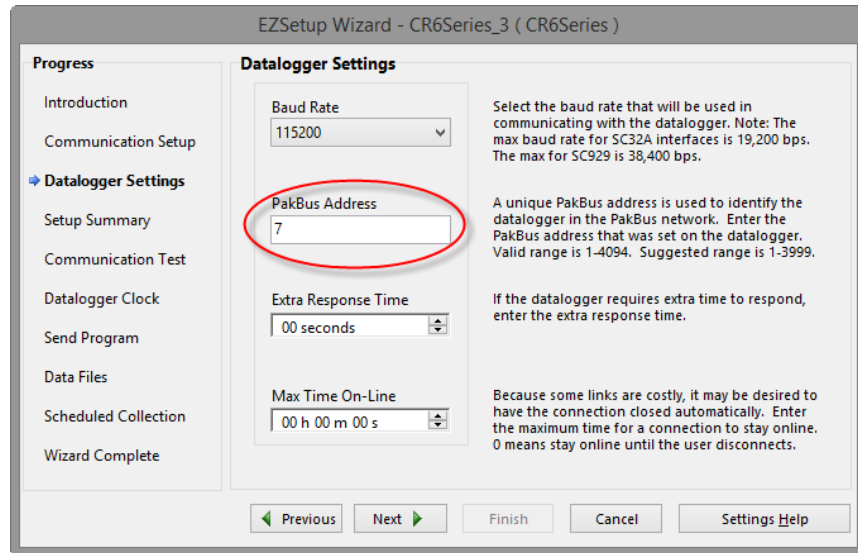 EZSetup Wizard - CR6Series_3 ( CR6Series )
Progress
Introduction
Communication Setup
Datalogger Settings
Setup Summary
Communication Test
Datalogger Clock
Send Program
Data Files
Scheduled Collection
Wizard Complete
Datalogger Settings
Baud Rate
115200
Select the baud rate that will be used in
communicating with the datalogger. Note: The
max baud rate for SC32A interfaces is 19,200 bps.
The max for SC929 is 38,400 bps.
PakBus Address
7
A unique PakBus address is used to identify the
datalogger in the PakBus network. Enter the
PakBus address that was set on the datalogger.
Valid range is 1-4094. Suggested range is 1-3999.
Extra Response Time
00 seconds
If the datalogger requires extra time to respond,
enter the extra response time.
Max Time On-Line
00 h 00 m 00 s
Because some links are costly, it may be desired to
have the connection closed automatically. Enter
the maximum time for a connection to stay online.
0 means stay online until the user disconnects.
Previous
Next
Finish
Cancel
Settings Help